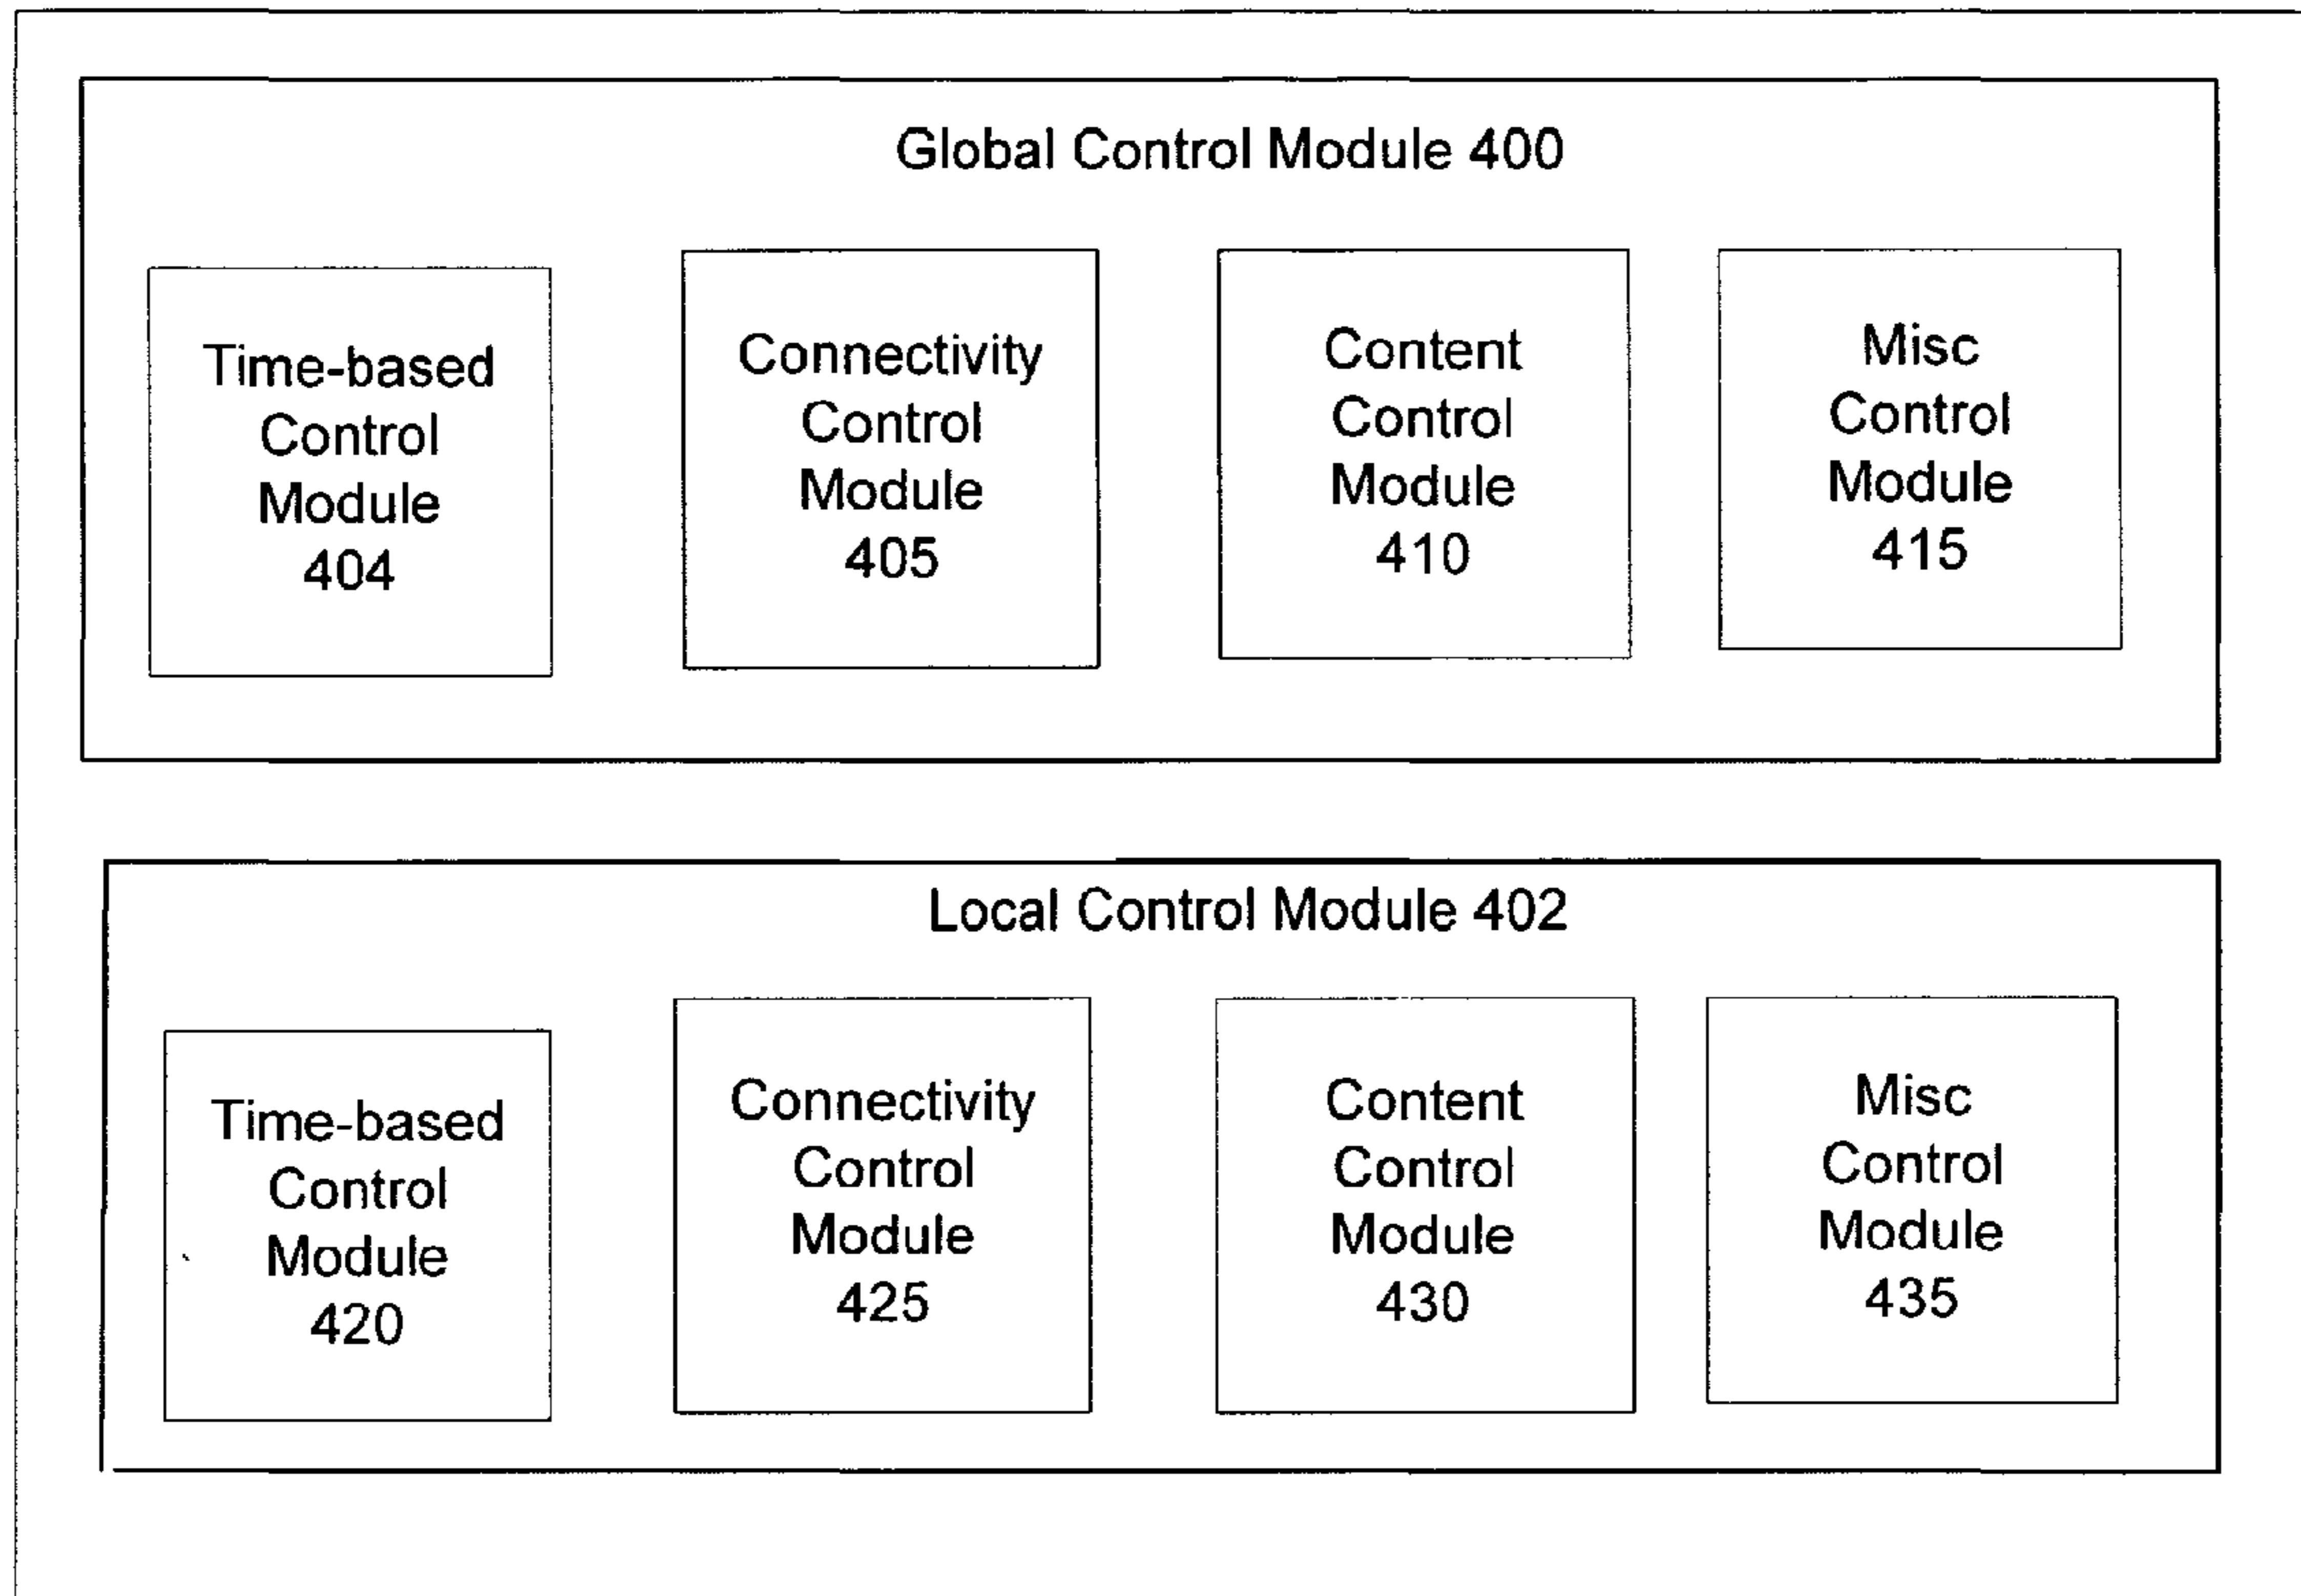 Global Control Module 400
Time-based
Control
Module
404
Connectivity
Control
Module
405
Content
Control
Module
410
Misc
Control
Module
415
Local Control Module 402
Time-based
Control
Module
420
Connectivity
Control
Module
425
Content
Control
Module
430
Misc
Control
Module
435